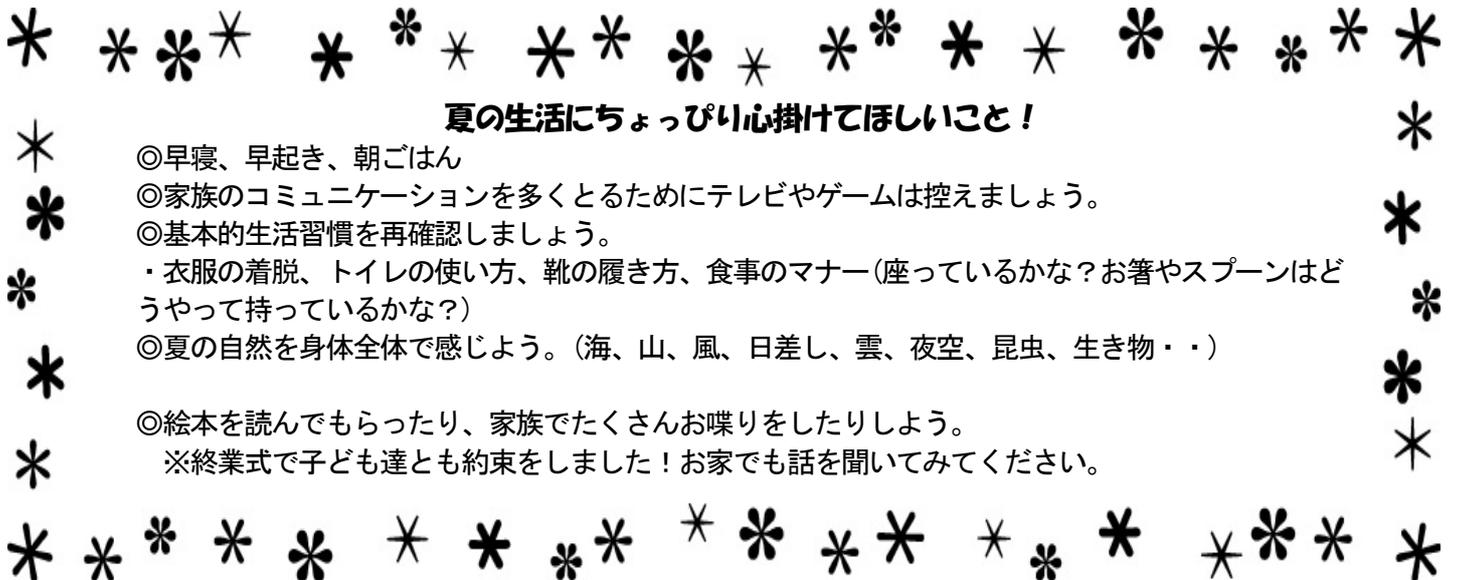 夏の生活にちょっぴり心掛けてほしいこと！
◎早寝、早起き、朝ごはん
◎家族のコミュニケーションを多くとるためにテレビやゲームは控えましょう。
◎基本的生活習慣を再確認しましょう。
・衣服の着脱、トイレの使い方、靴の履き方、食事のマナー(座っているかな？お箸やスプーンはど
うやって持っているかな？)
◎夏の自然を身体全体で感じよう。(海、山、風、日差し、雲、夜空、昆虫、生き物・・)
◎絵本を読んでもらったり、家族でたくさんお喋りをしたりしよう。
※終業式で子ども達とも約束をしました！お家でも話を聞いてみてください。